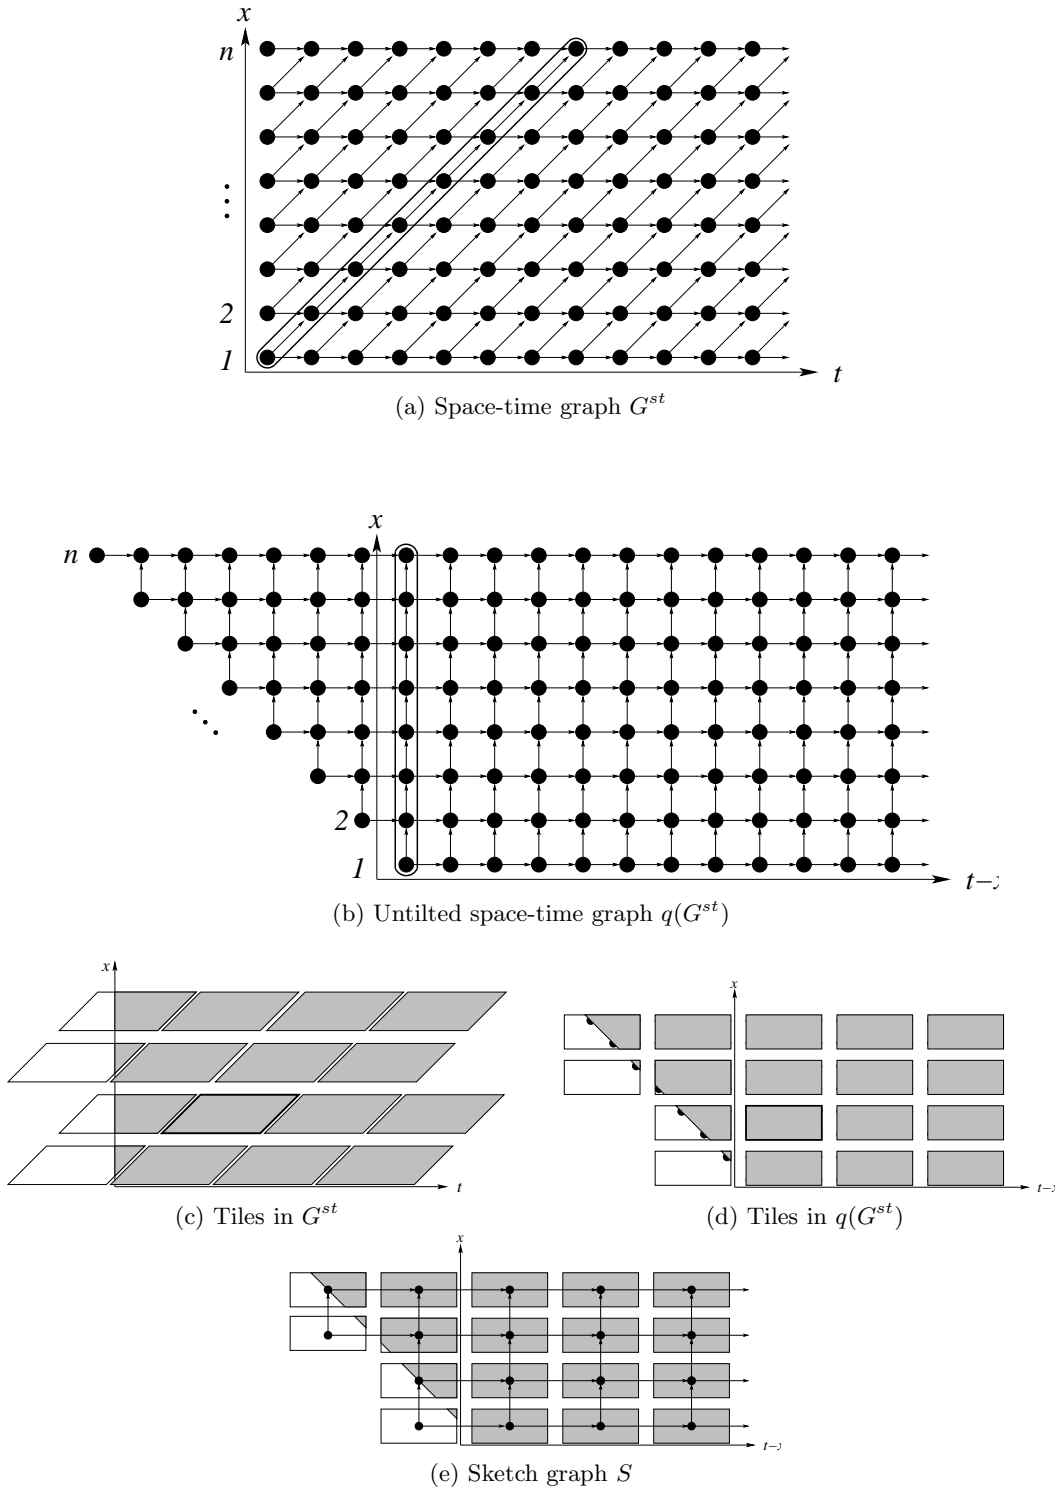 x
n
⋮
2
1
t
(a) Space-time graph G^{st}
x
n
⋱
2
1
t−
(b) Untilted space-time graph q(G^{st})
x
t
(c) Tiles in G^{st}
x
t−x
(d) Tiles in q(G^{st})
x
t−
(e) Sketch graph S